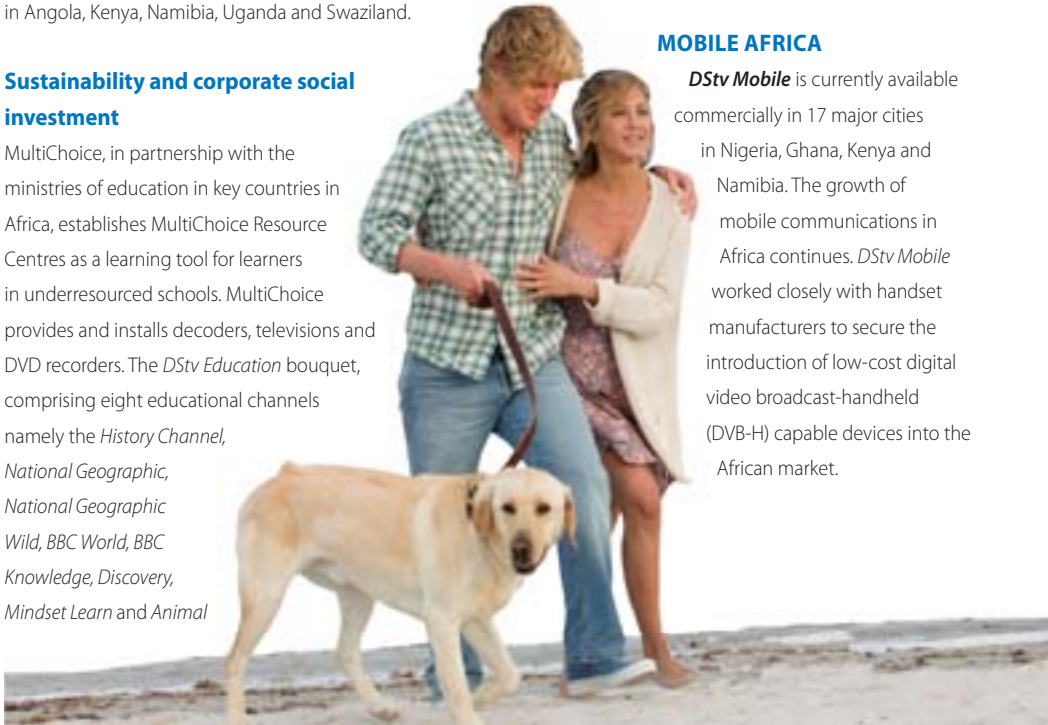 in Angola, Kenya, Namibia, Uganda and Swaziland.
Sustainability and corporate social
investment
MultiChoice, in partnership with the
ministries of education in key countries in
Africa, establishes MultiChoice Resource
Centres as a learning tool for learners
in underresourced schools. MultiChoice
provides and installs decoders, televisions and
DVD recorders. The DStv Education bouquet,
comprising eight educational channels
namely the History Channel,
National Geographic,
National Geographic
Wild, BBC World, BBC
Knowledge, Discovery,
Mindset Learn and Animal
MOBILE AFRICA
DStv Mobile is currently available
commercially in 17 major cities
in Nigeria, Ghana, Kenya and
Namibia. The growth of
mobile communications in
Africa continues. DStv Mobile
worked closely with handset
manufacturers to secure the
introduction of low-cost digital
video broadcast-handheld
(DVB-H) capable devices into the
African market.